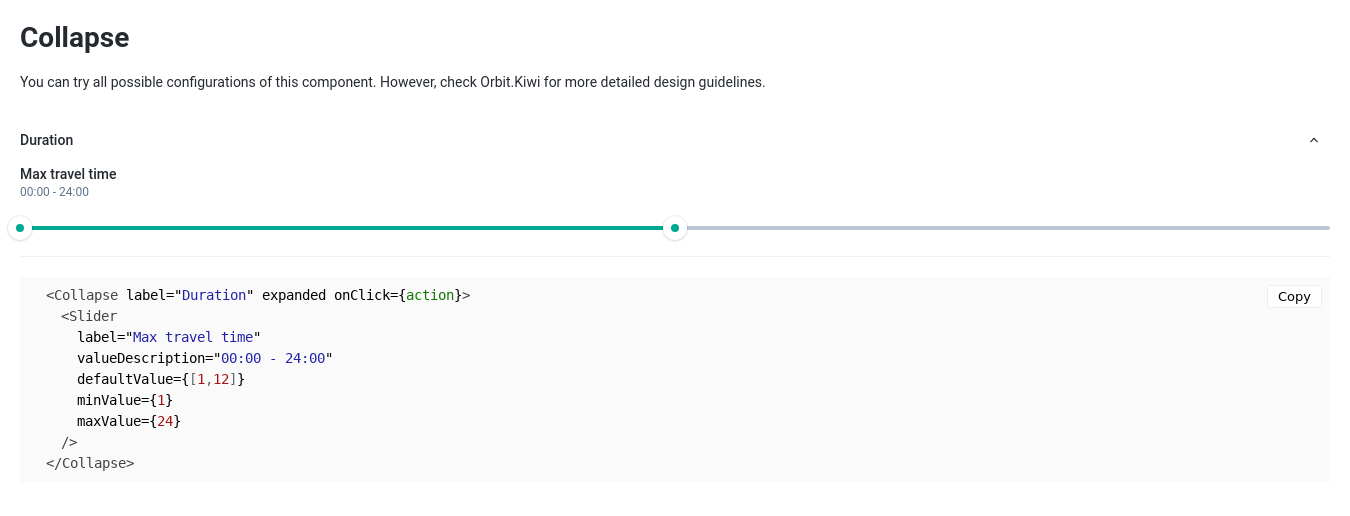 Collapse
You can try all possible configurations of this component. However, check Orbit.Kiwi for more detailed design guidelines.
Duration
Max travel time
00:00 - 24:00
<Collapse label="Duration" expanded onClick={action}>
Copy
<Slider
label="Max travel time"
valueDescription="00:00 - 24:00"
defaultValue={[1,12]}
minValue={1}
maxValue={24}
/>
</Collapse>